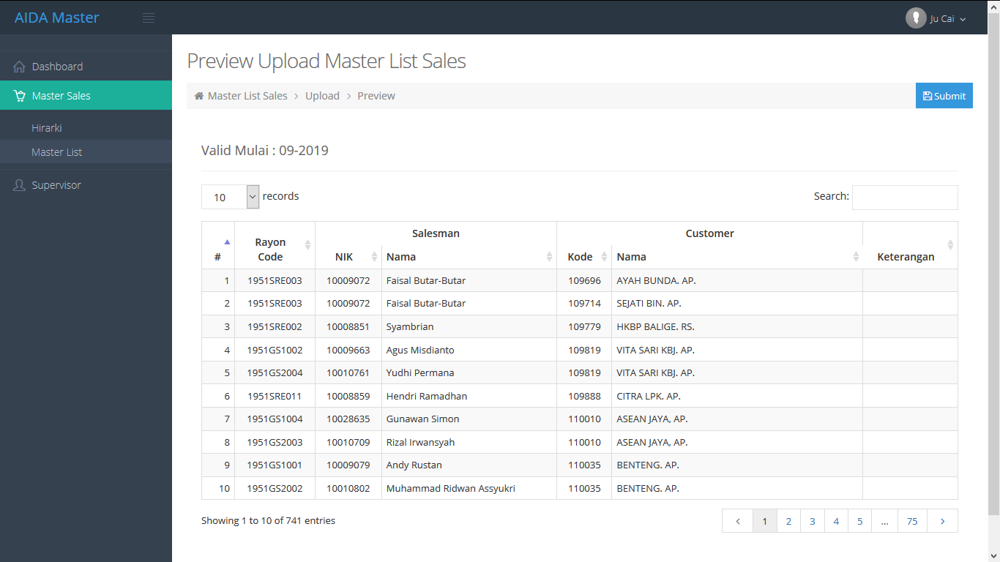 AIDA Master
Ju Cai
Dashboard
Master Sales
Hirarki
Master List
Supervisor
Preview Upload Master List Sales
Master List Sales > Upload > Preview
Submit
Valid Mulai : 09-2019
10 records
Search:
# Rayon Code Salesman Customer Keterangan
NIK Nama Kode Nama
1 1951SRE003 10009072 Faisal Butar-Butar 109696 AYAH BUNDA. AP.
2 1951SRE003 10009072 Faisal Butar-Butar 109714 SEJATI BIN. AP.
3 1951SRE002 10008851 Syambrian 109779 HKBP BALIGE. RS.
4 1951GS1002 10009663 Agus Misdianto 109819 VITA SARI KBJ. AP.
5 1951GS2004 10010761 Yudhi Permana 109819 VITA SARI KBJ. AP.
6 1951SRE011 10008859 Hendri Ramadhan 109888 CITRA LPK. AP.
7 1951GS1004 10028635 Gunawan Simon 110010 ASEAN JAYA, AP.
8 1951GS2003 10010709 Rizal Irwansyah 110010 ASEAN JAYA, AP.
9 1951GS1001 10009079 Andy Rustan 110035 BENTENG. AP.
10 1951GS2002 10010802 Muhammad Ridwan Assyukri 110035 BENTENG. AP.
Showing 1 to 10 of 741 entries
< 1 2 3 4 5 ... 75 >